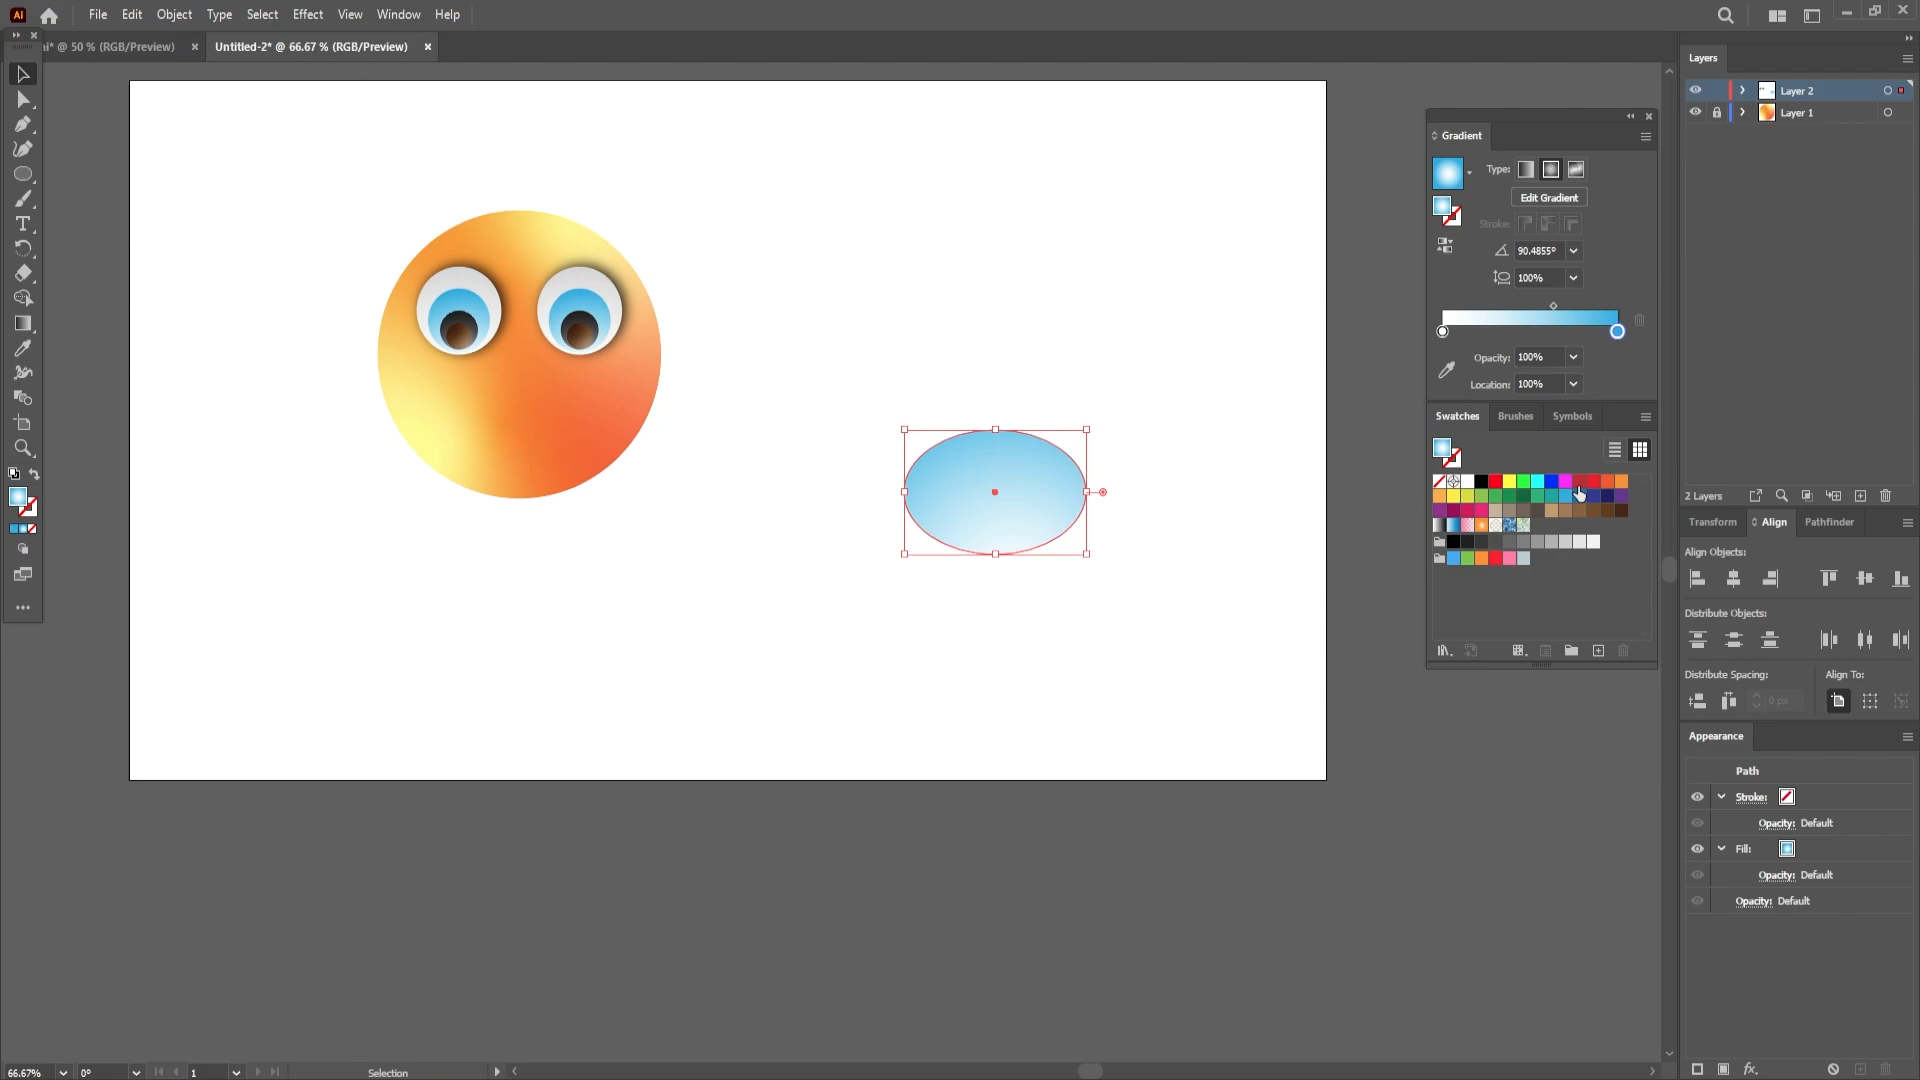 Ai
File Edit Object Type Select Effect View Window Help
ai* @ 50 % (RGB/Preview)
Untitled-2* @ 66.67 % (RGB/Preview)
Layers
Layer 2
Layer 1
Gradient
Type:
Edit Gradient
Stroke:
90.4855°
100%
Opacity: 100%
Location: 100%
Swatches Brushes Symbols
2 Layers
Transform Align Pathfinder
Align Objects:
Distribute Objects:
Distribute Spacing: Align To:
0 px
Appearance
Path
Stroke:
Opacity: Default
Fill:
Opacity: Default
Opacity: Default
fx
66.67% 0° 1 Selection